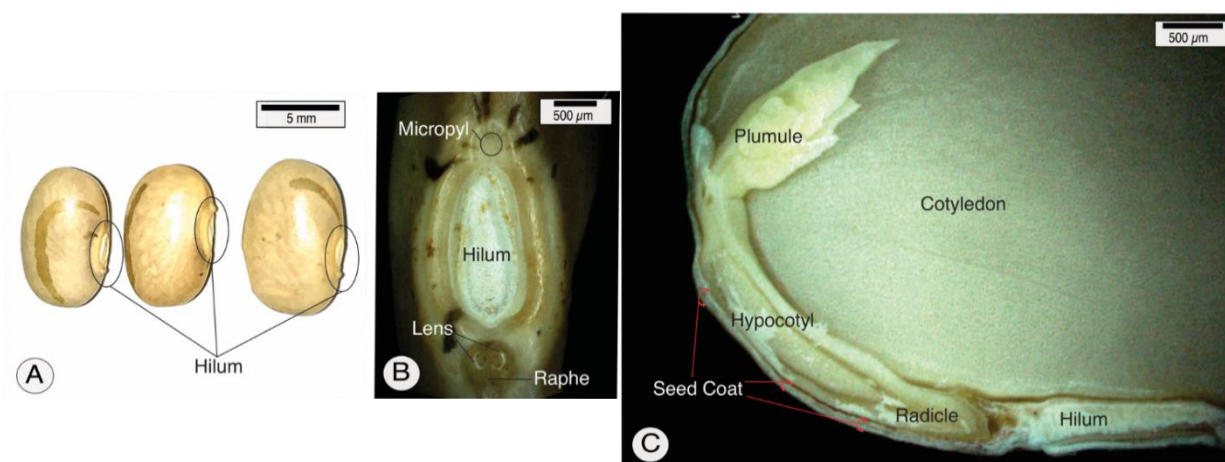 5 mm
Hilum
A
500 µm
Micropyl
Hilum
Lens
Raphe
B
500 µm
Plumule
Cotyledon
Hypocotyl
Seed Coat
Radicle
Hilum
C